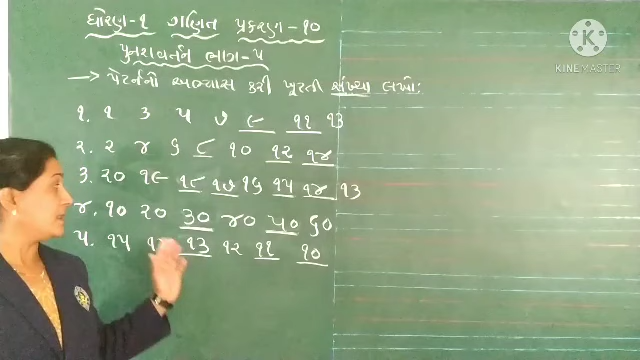 ધોરણ-૧ ગણિત પ્રકરણ-૧૦
પુનરાવર્તન ભાગ-૫
→ પેટર્નનો અભ્યાસ કરી ખૂટતી સંખ્યા લખો:
૧. ૧ ૩ ૫ ૭ ૯ ૧૧ ૧૩
૨. ૨ ૪ ૬ ૮ ૧૦ ૧૨ ૧૪
૩. ૨૦ ૧૯ ૧૮ ૧૭ ૧૬ ૧૫ ૧૪ ૧૩
૪. ૧૦ ૨૦ ૩૦ ૪૦ ૫૦ ૬૦
૫. ૧૫ ૧૪ ૧૩ ૧૨ ૧૧ ૧૦
KINEMASTER